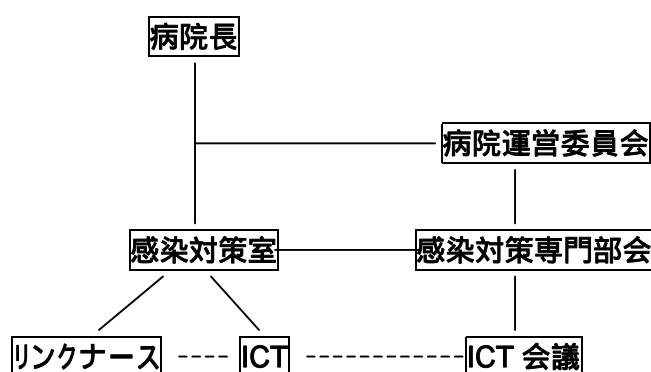 病院長
病院運営委員会
感染対策室
感染対策専門部会
リンクナース
ICT
ICT 会議